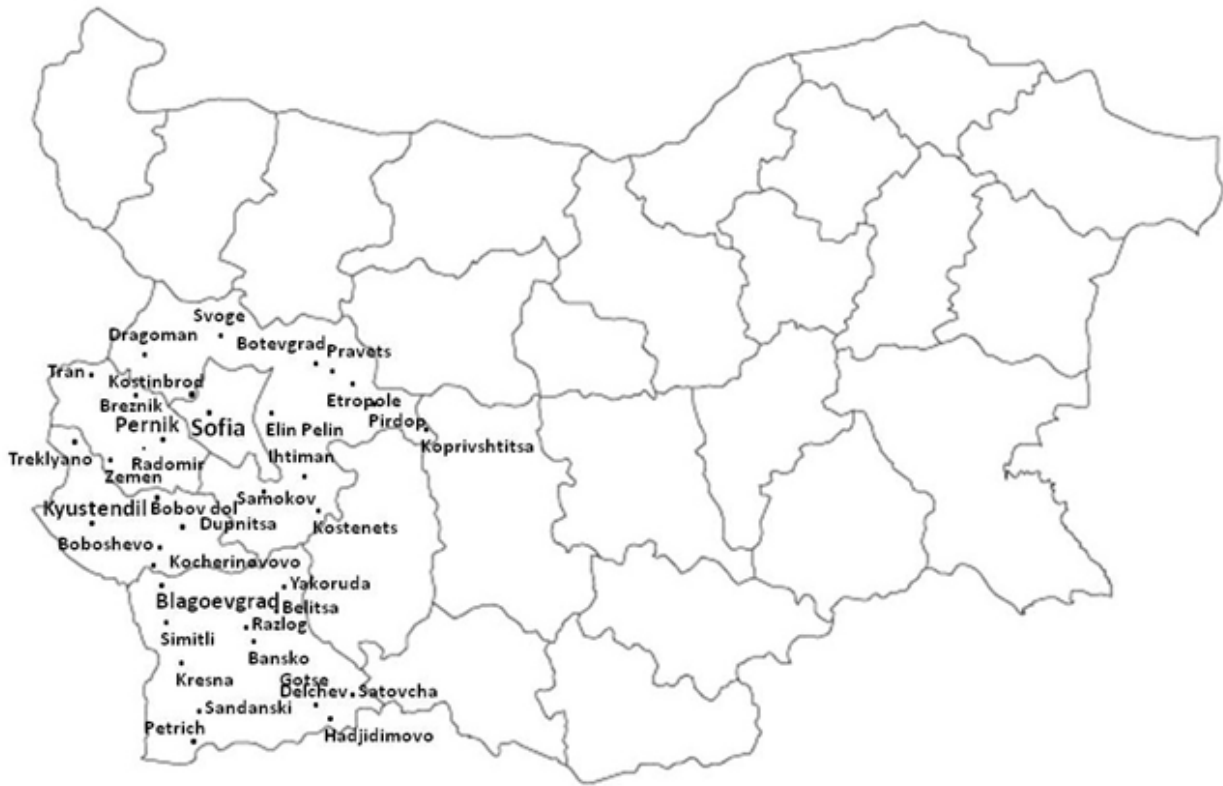 Svoge
Dragoman
Botevgrad
Pravets
Tran
Kostinbrod
Breznik
Etropole
Pernik
Sofia
Elin Pelin
Pirdop
Koprivshtitsa
Treklyano
Radomir
Ihtiman
Zemen
Samokov
Kyustendil
Bobov dol
Dupnitsa
Kostenets
Boboshevo
Kocherinovovo
Yakoruda
Blagoevgrad
Belitsa
Razlog
Simitli
Bansko
Kresna
Gotse
Delchev
Satovcha
Sandanski
Petrich
Hadjidimovo